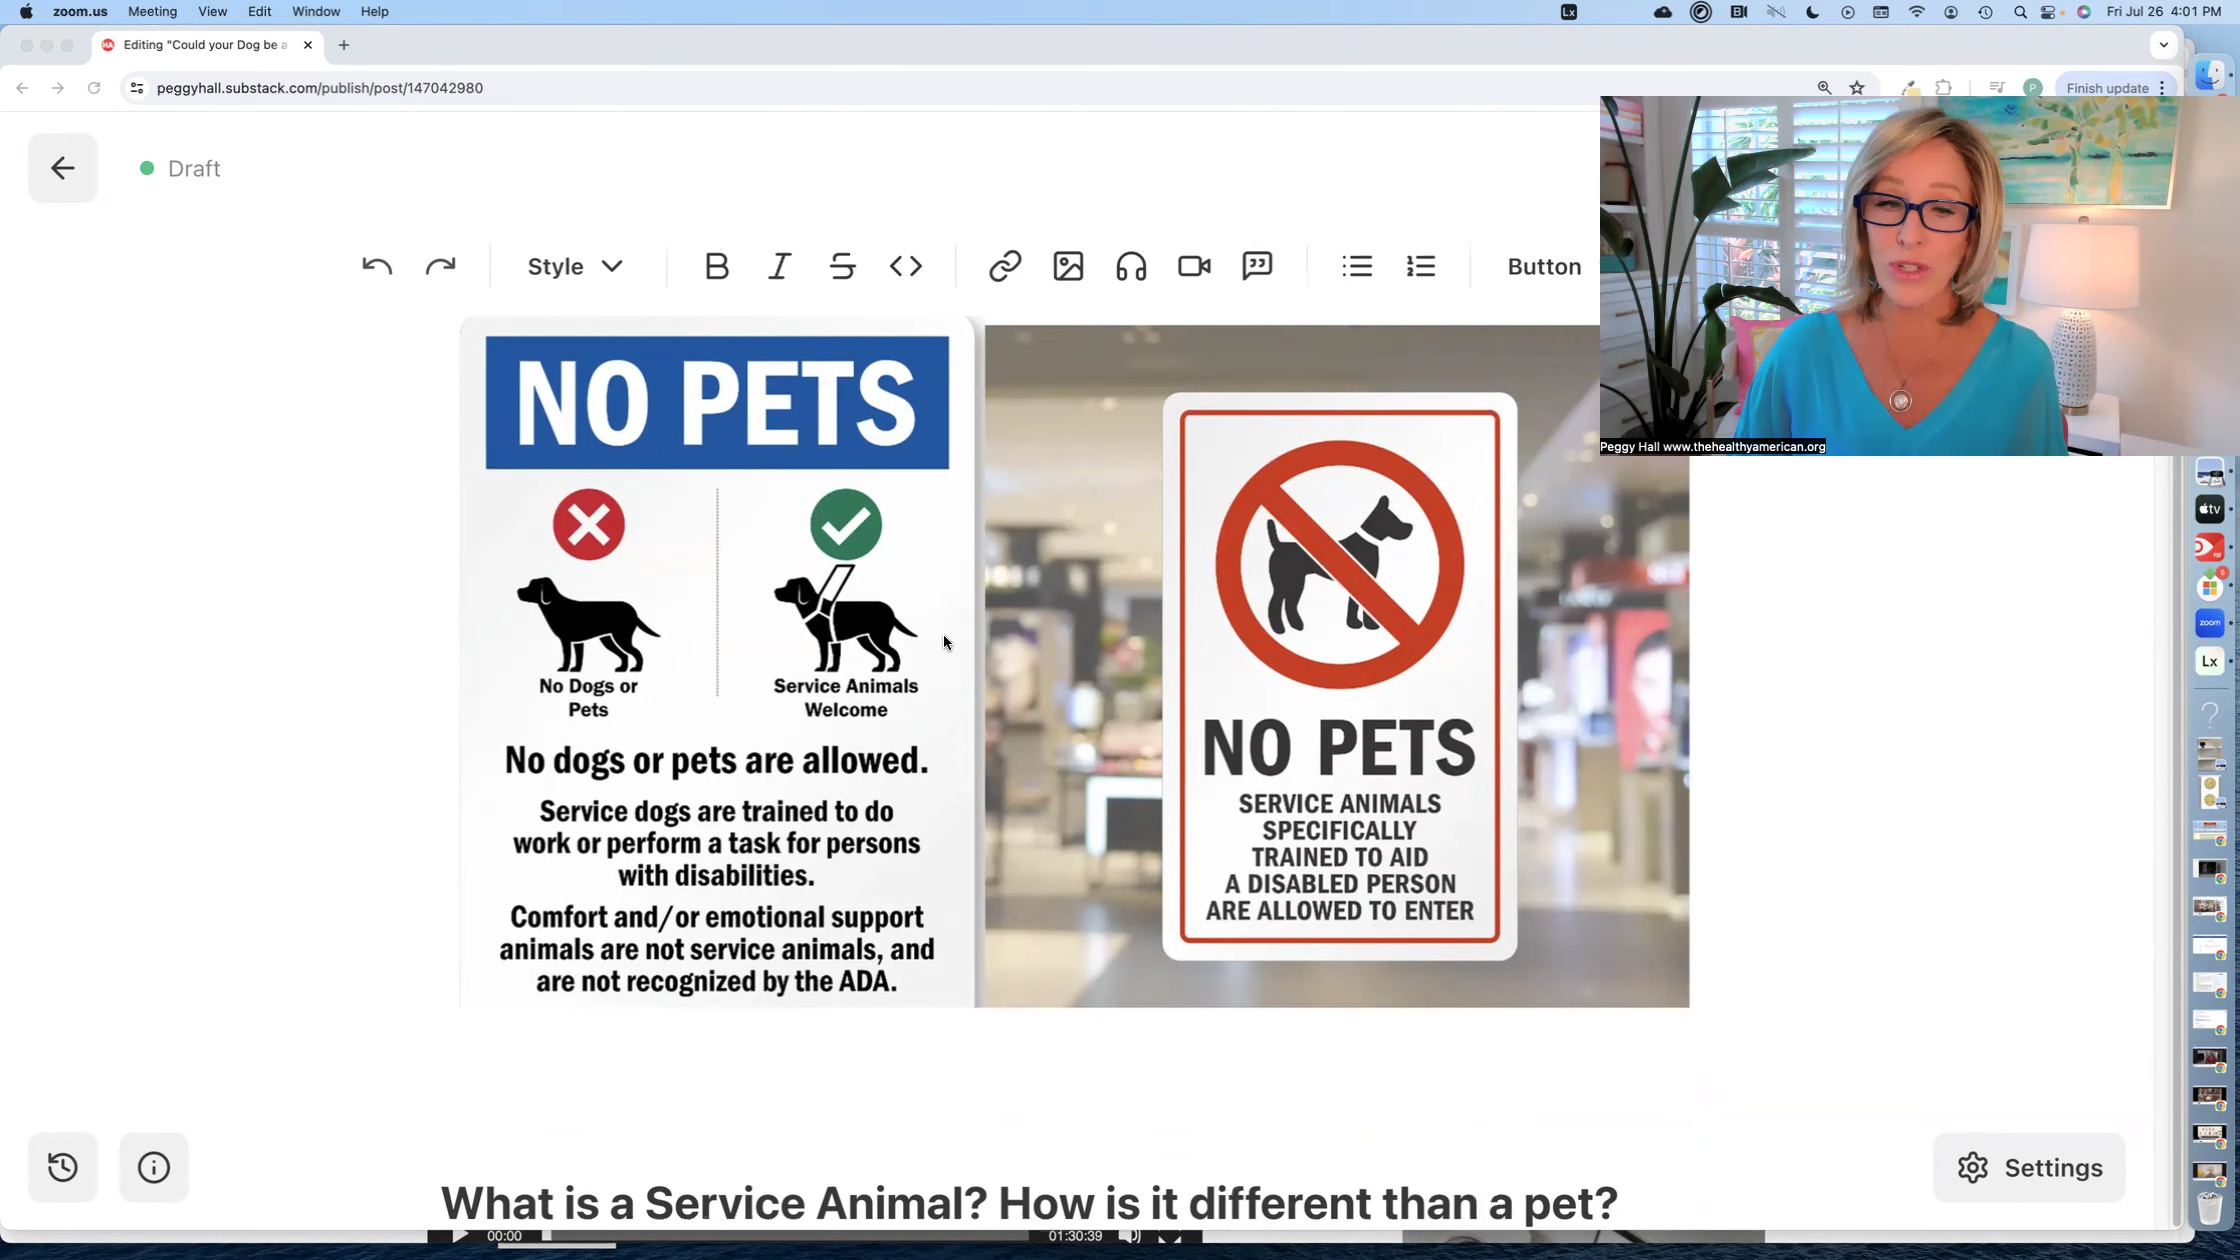 zoom.us Meeting View Edit Window Help
Lx
Fri Jul 26 4:01 PM
Editing "Could your Dog be a
peggyhall.substack.com/publish/post/147042980
P
Finish update
Draft
Style
Button
Peggy Hall www.thehealthyamerican.org
NO PETS
No Dogs or
Pets
Service Animals
Welcome
No dogs or pets are allowed.
Service dogs are trained to do
work or perform a task for persons
with disabilities.
Comfort and/or emotional support
animals are not service animals, and
are not recognized by the ADA.
NO PETS
SERVICE ANIMALS
SPECIFICALLY
TRAINED TO AID
A DISABLED PERSON
ARE ALLOWED TO ENTER
tv
5
zoom
Lx
Settings
What is a Service Animal? How is it different than a pet?
00:00
01:30:39